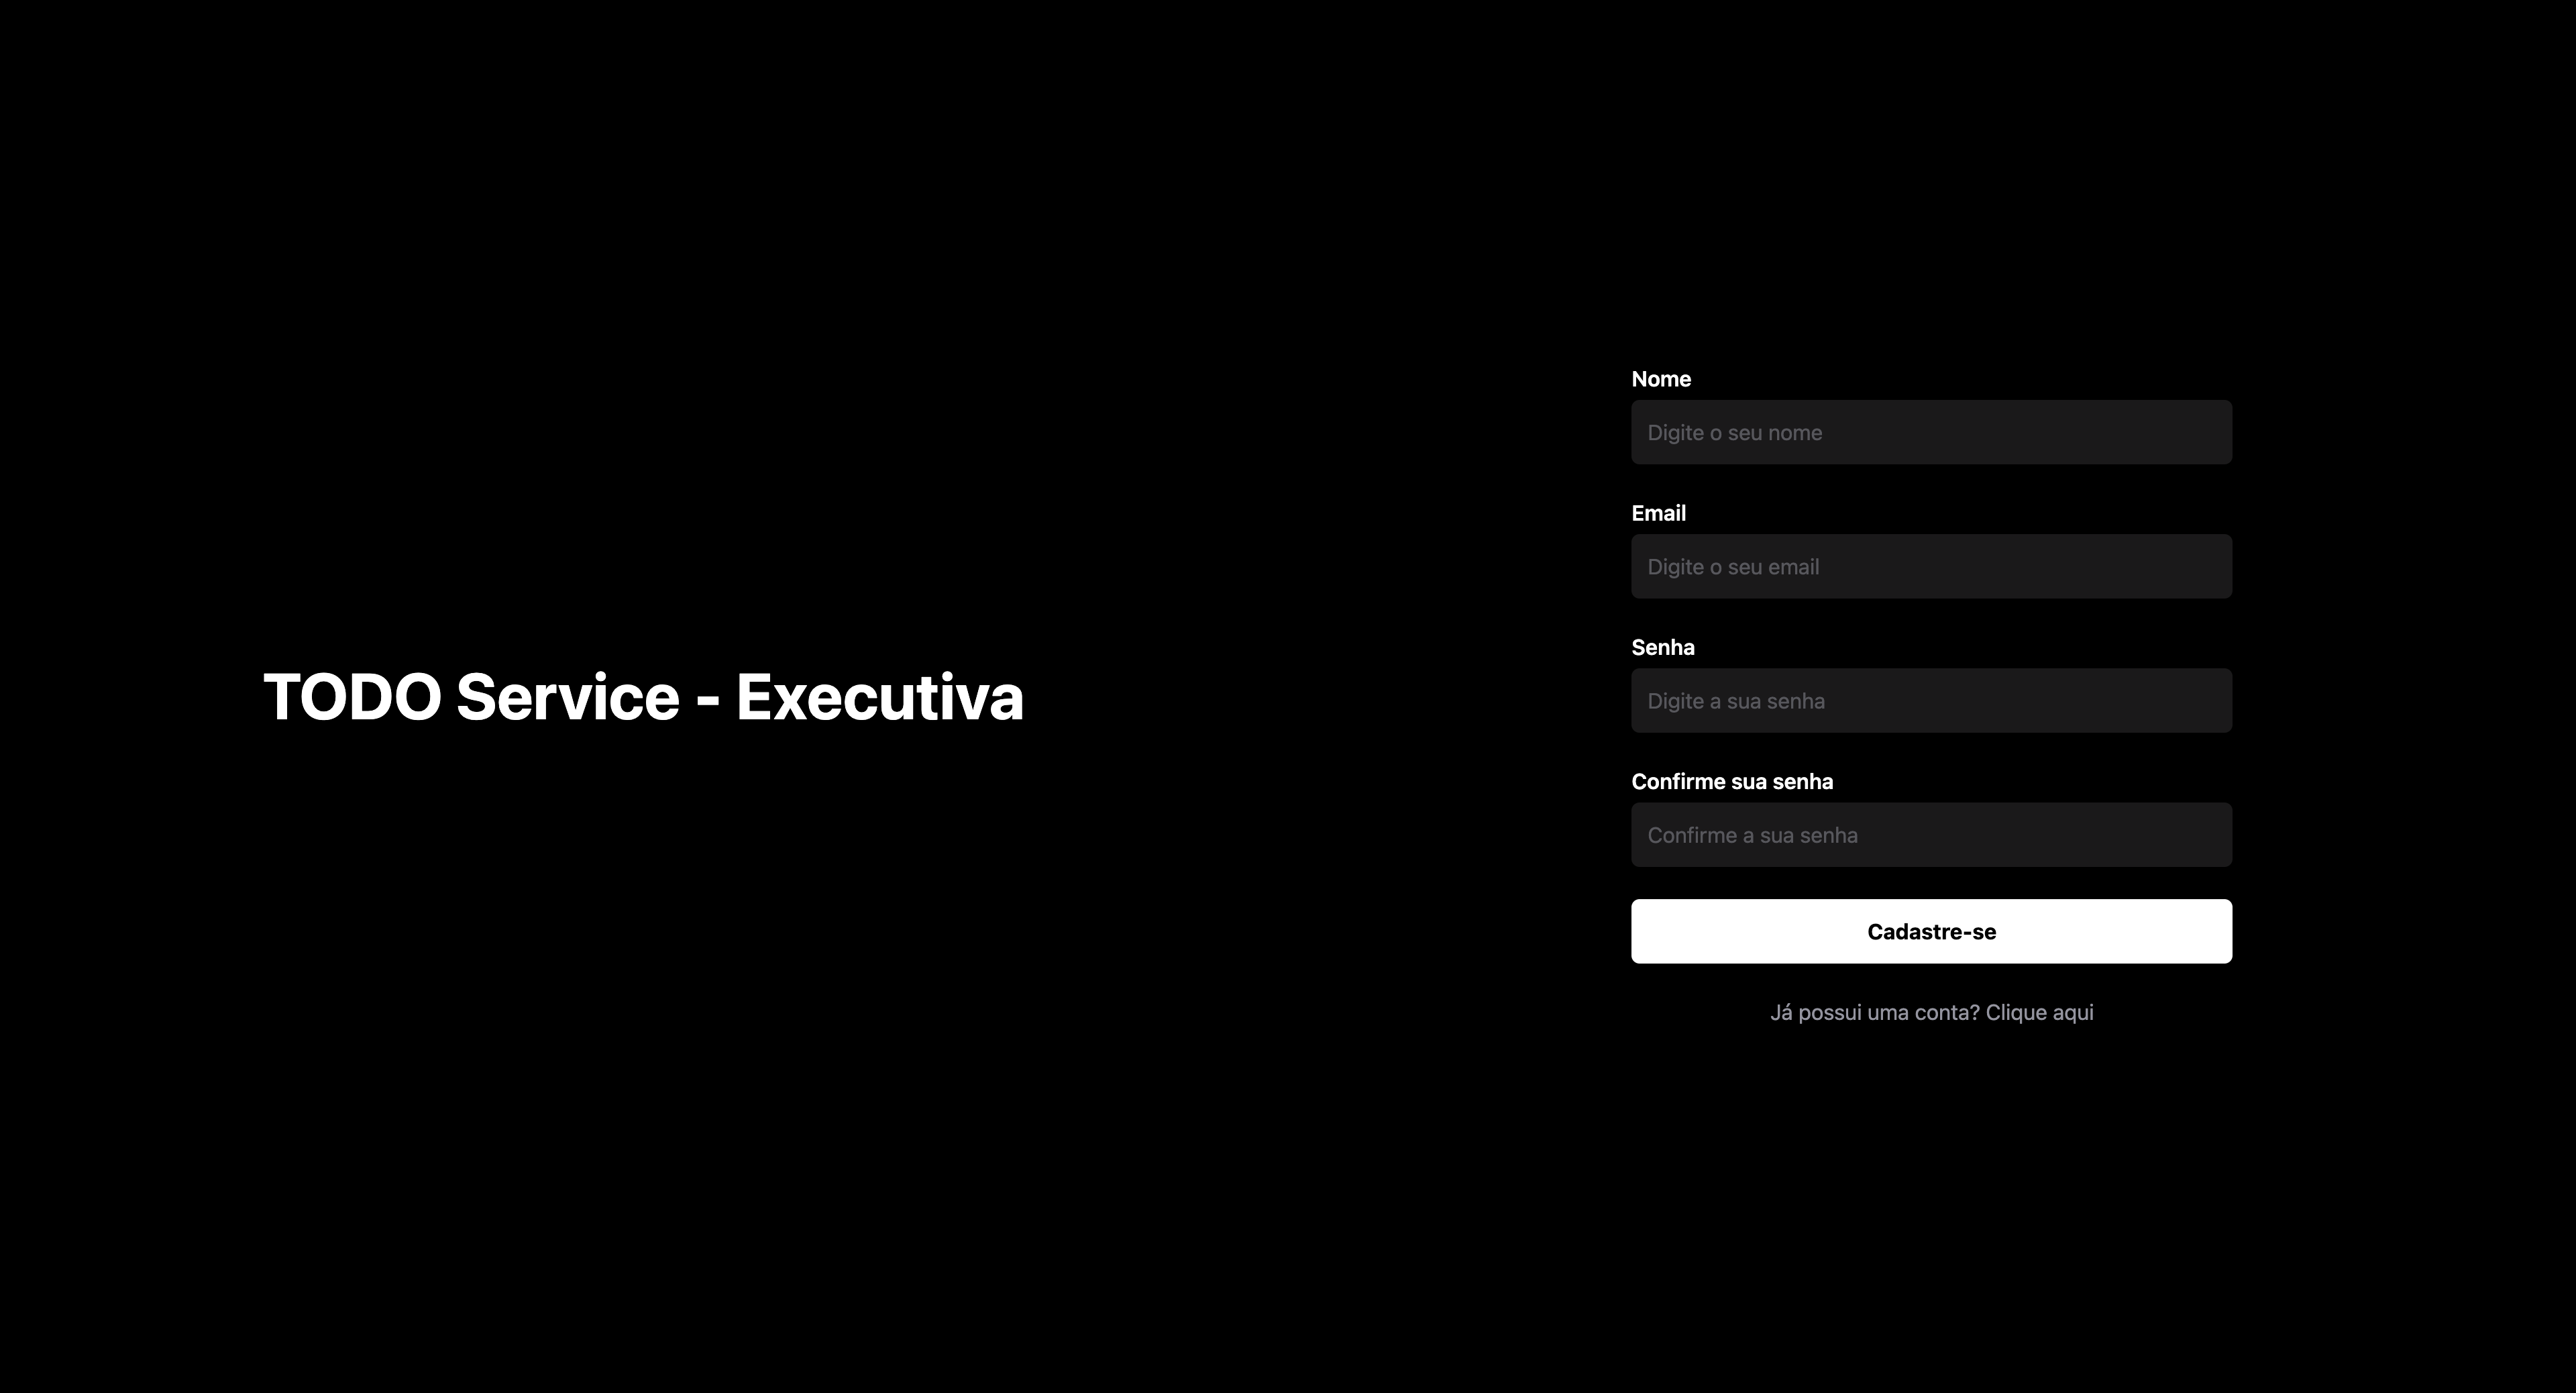 TODO Service - Executiva
Nome
Digite o seu nome
Email
Digite o seu email
Senha
Digite a sua senha
Confirme sua senha
Confirme a sua senha
Cadastre-se
Já possui uma conta? Clique aqui